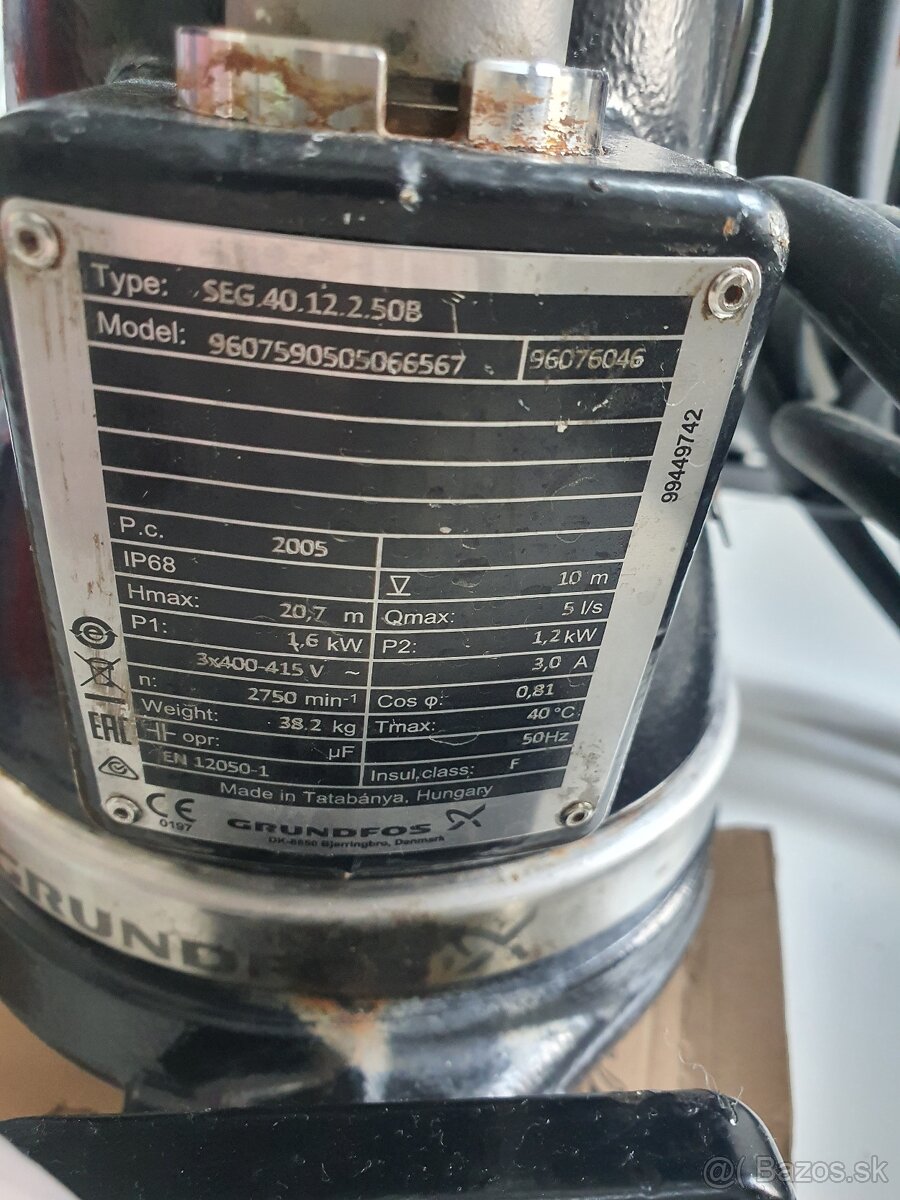 Type: SEG.40.12.2.50B
Model: 9607590505066567 96076046
99449742
P.c. 2005
IP68 10 m
Hmax: 20,7 m Qmax: 5 l/s
P1: 1,6 kW P2: 1,2 kW
3x400-415 V ~ 3,0 A
n: 2750 min-1 Cos φ: 0,81
Weight: 38.2 kg Tmax: 40 °C
opr: µF 50Hz
EN 12050-1 Insul.class: F
Made in Tatabánya, Hungary
EAC
CE
0197
GRUNDFOS
DK-8850 Bjerringbro, Denmark
GRUNDF
@( Bazos.sk